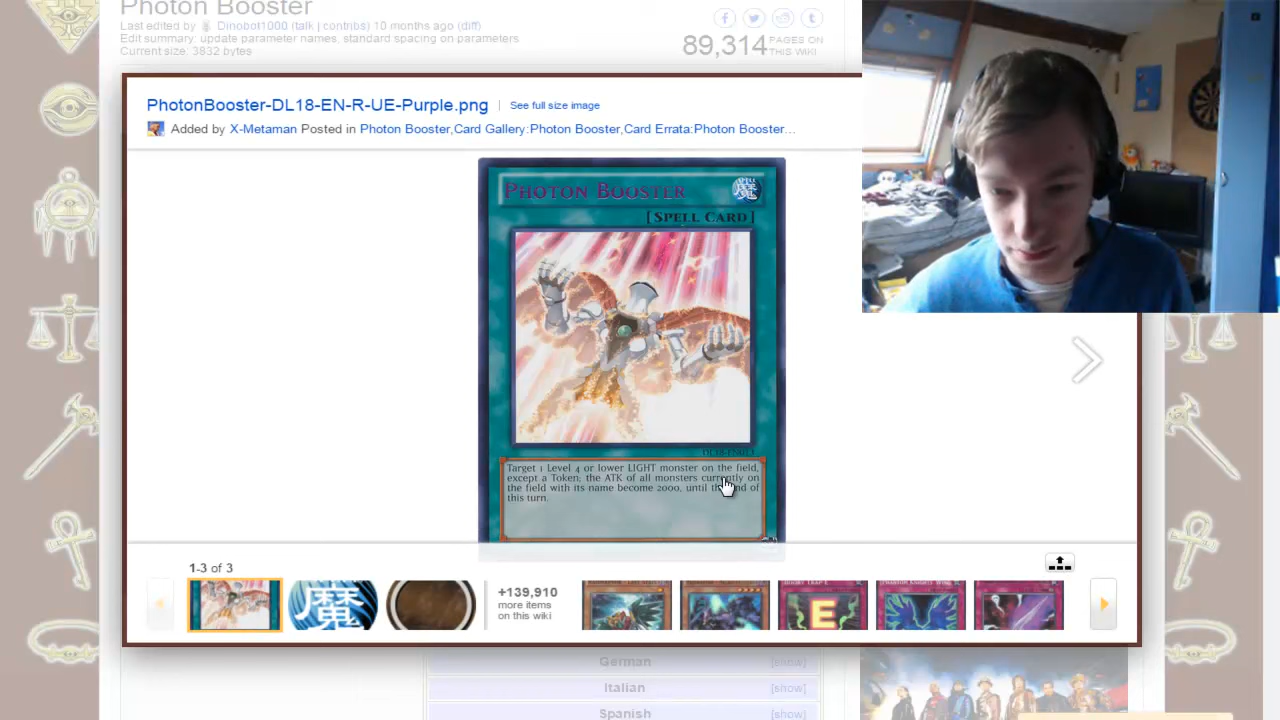 Photon Booster
Last edited by Dinobot1000 (talk | contribs) 10 months ago (diff)
Edit summary: update parameter names, standard spacing on parameters
Current size: 3832 bytes
89,314 PAGES ON THIS WIKI
PhotonBooster-DL18-EN-R-UE-Purple.png
See full size image
Added by X-Metaman Posted in Photon Booster,Card Gallery:Photon Booster,Card Errata:Photon Booster...
PHOTON BOOSTER
魔
[SPELL CARD]
Target 1 Level 4 or lower LIGHT monster on the field,
except a Token; the ATK of all monsters currently on
the field with its name become 2000, until the end of
this turn.
1-3 of 3
魔
+139,910
more items
on this wiki
E
German [show]
Italian [show]
Spanish [show]